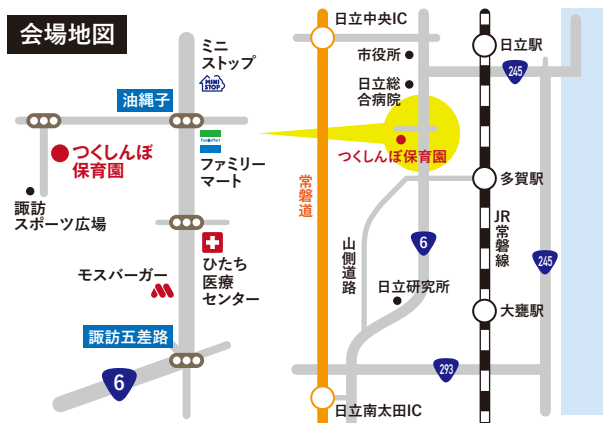 会場地図
ミニ
ストップ
MINI
STOP
油縄子
FamilyMart
ファミリー
マート
つくしんぼ
保育園
諏訪
スポーツ広場
ひたち
医療
センター
モスバーガー
諏訪五差路
6
日立中央IC
市役所
日立総
合病院
日立駅
245
つくしんぼ保育園
常磐道
多賀駅
JR
常磐線
6
山側道路
245
日立研究所
大甕駅
293
日立南太田IC